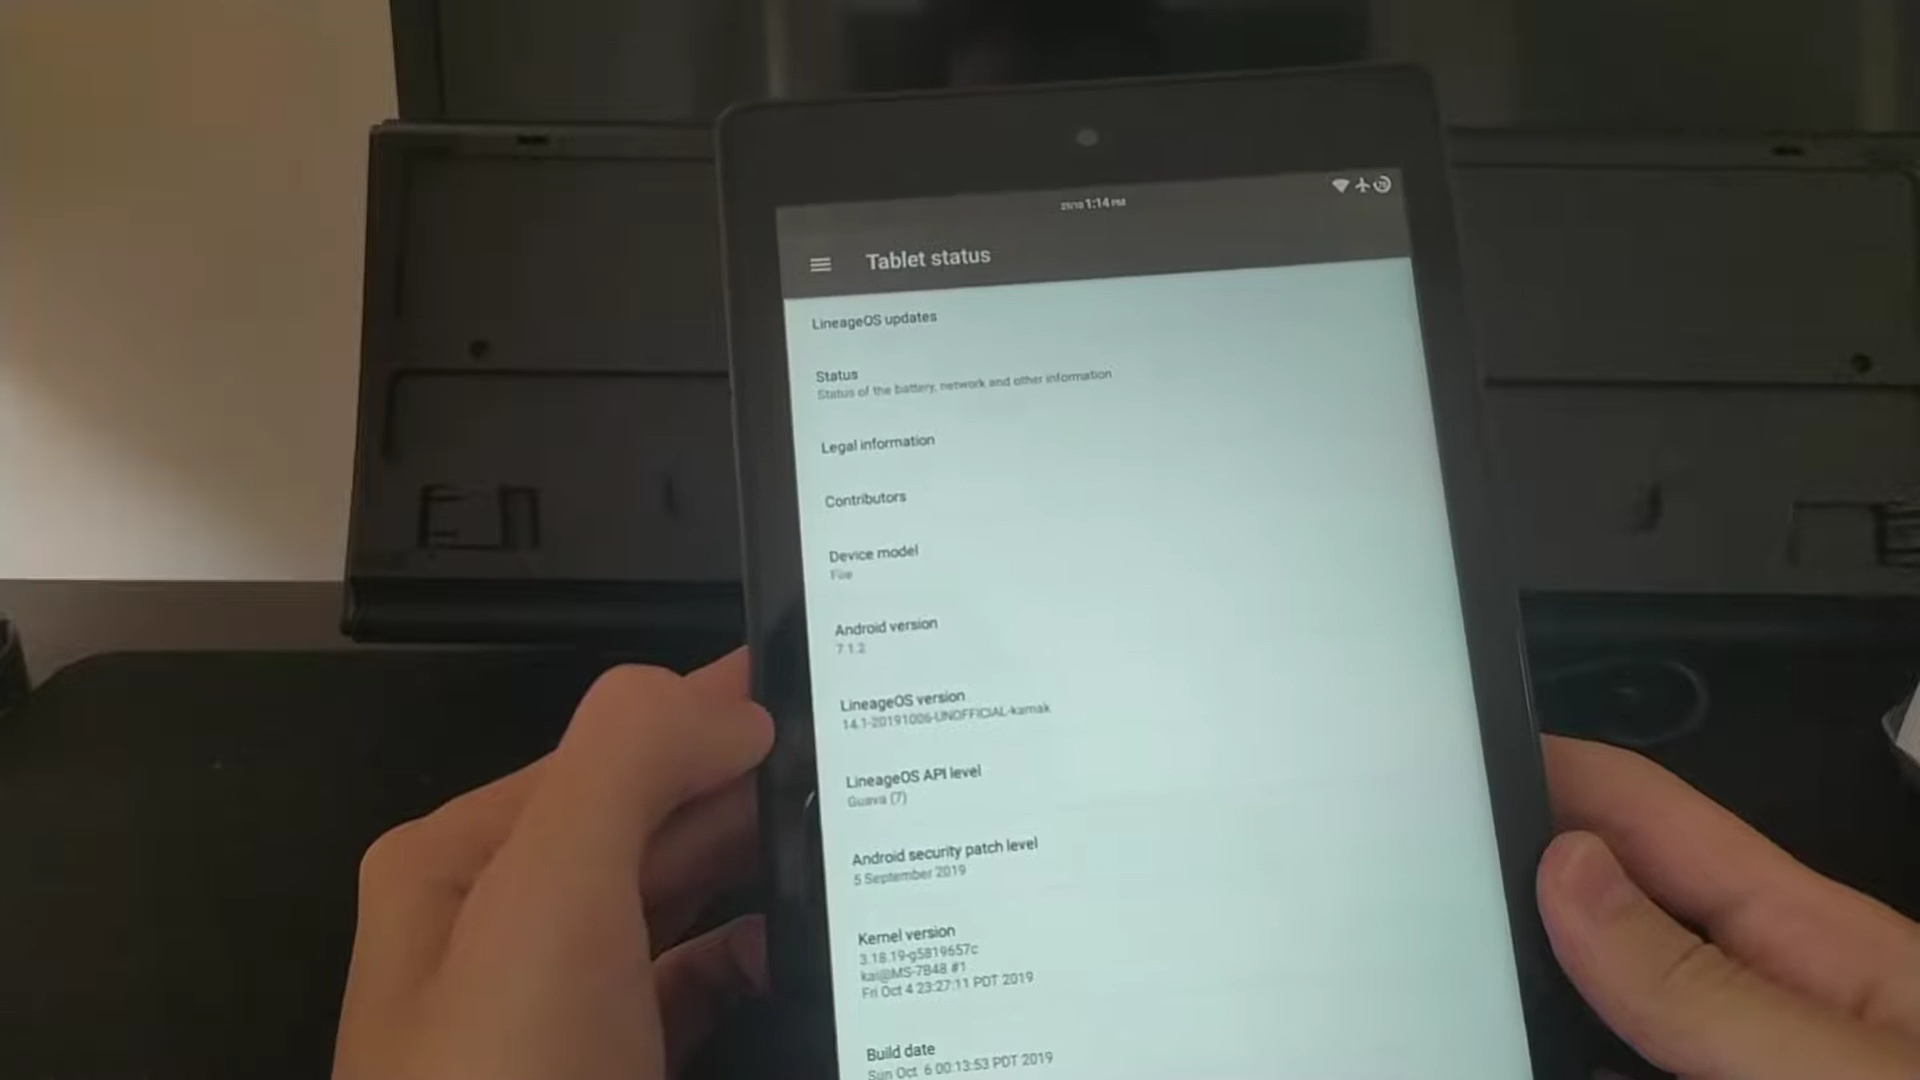 1:14 PM
Tablet status
LineageOS updates
Status
Status of the battery, network and other information
Legal information
Contributors
Device model
Fire
Android version
7.1.2
LineageOS version
14.1-20191006-UNOFFICIAL-karnak
LineageOS API level
Guava (7)
Android security patch level
5 September 2019
Kernel version
3.18.19-g5819657c
kai@MS-7B48 #1
Fri Oct 4 23:27:11 PDT 2019
Build date
Sun Oct 6 00:13:53 PDT 2019